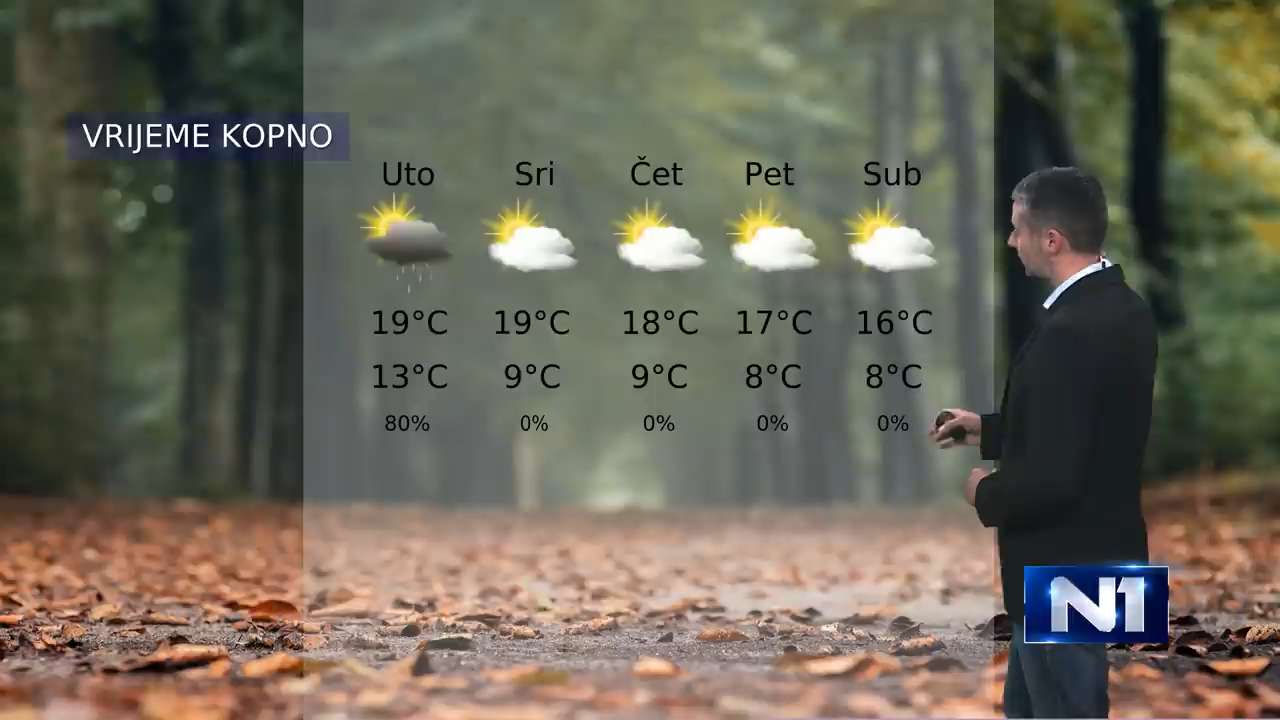 VRIJEME KOPNO
Uto Sri Čet Pet Sub
19°C 19°C 18°C 17°C 16°C
13°C 9°C 9°C 8°C 8°C
80% 0% 0% 0% 0%
N1